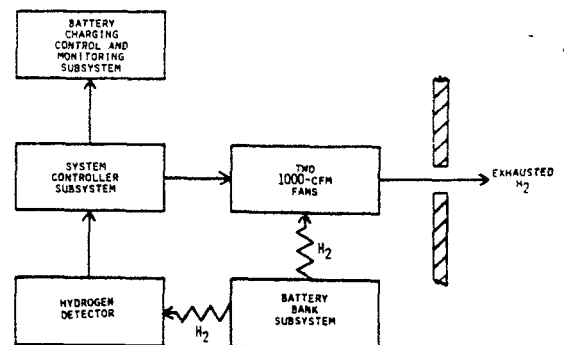 BATTERY
CHARGING
CONTROL AND
MONITORING
SUBSYSTEM
SYSTEM
CONTROLLER
SUBSYSTEM
TWO
1000-CFM
FANS
EXHAUSTED
H2
H2
HYDROGEN
DETECTOR
H2
BATTERY
BANK
SUBSYSTEM